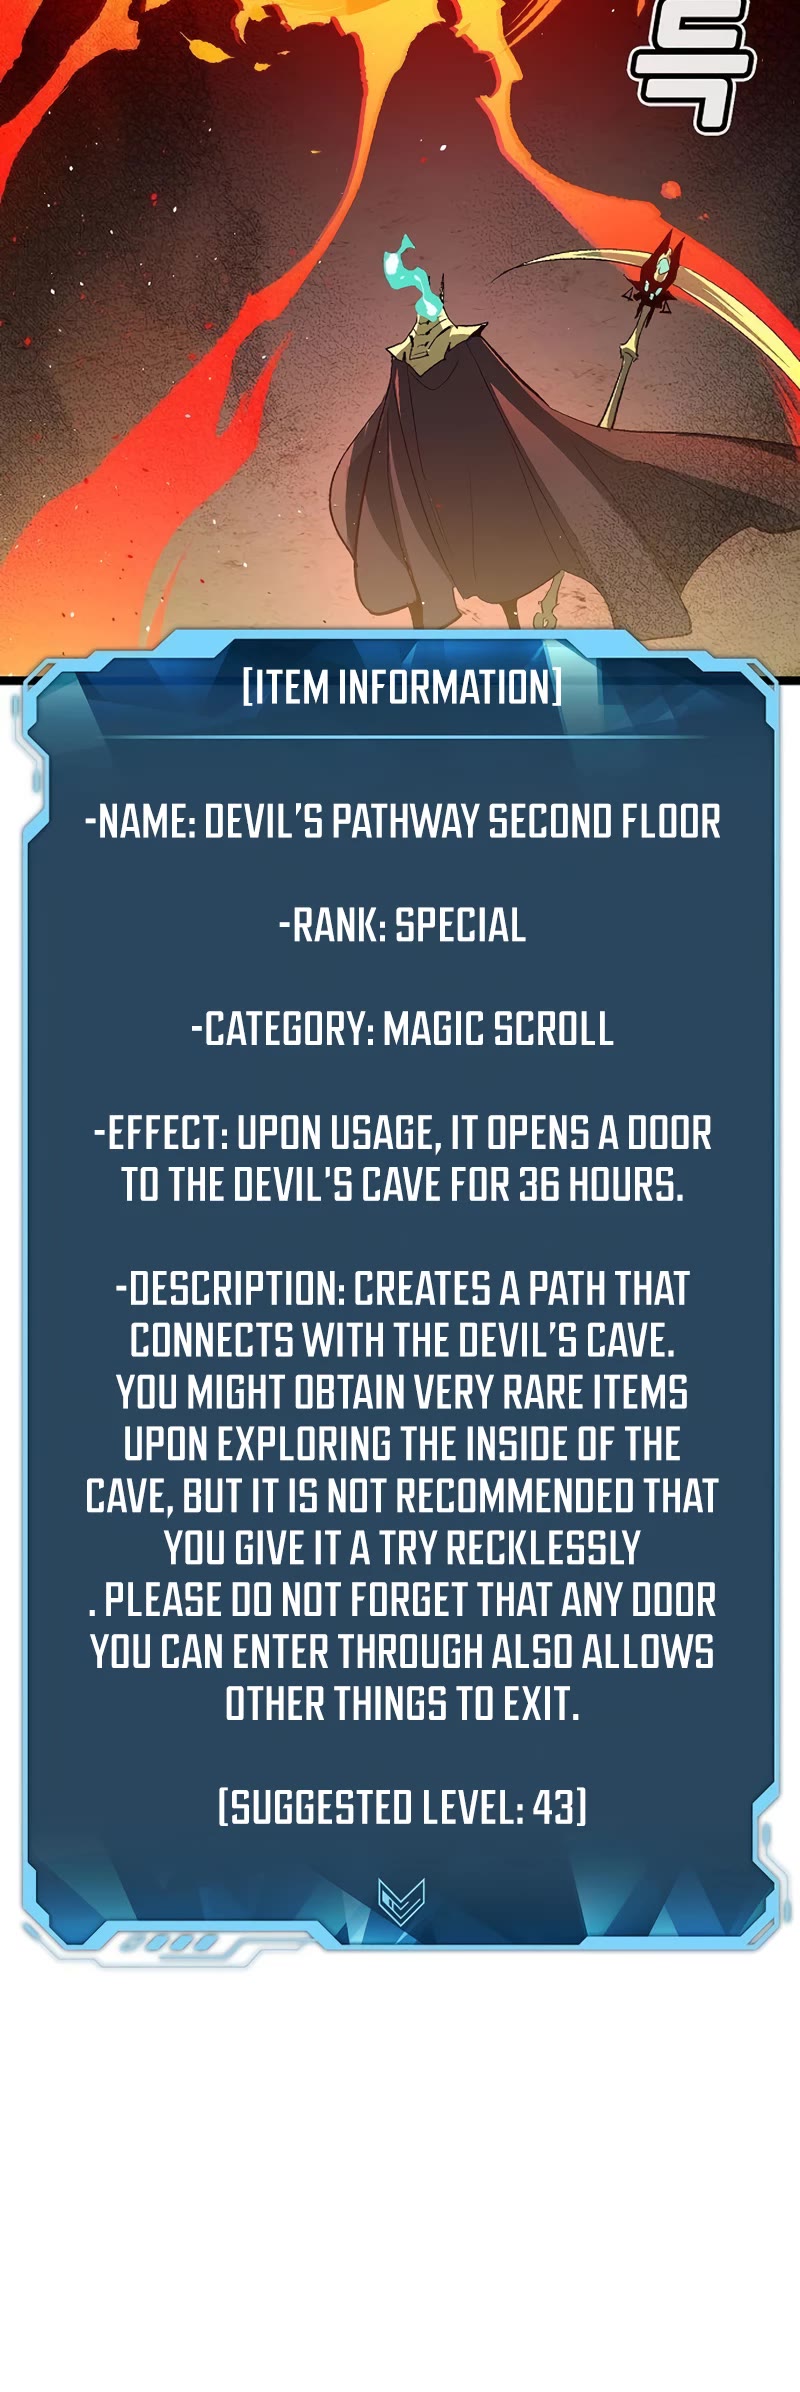 특
[ITEM INFORMATION]
-NAME: DEVIL'S PATHWAY SECOND FLOOR
-RANK: SPECIAL
-CATEGORY: MAGIC SCROLL
-EFFECT: UPON USAGE, IT OPENS A DOOR
TO THE DEVIL'S CAVE FOR 36 HOURS.
-DESCRIPTION: CREATES A PATH THAT
CONNECTS WITH THE DEVIL'S CAVE.
YOU MIGHT OBTAIN VERY RARE ITEMS
UPON EXPLORING THE INSIDE OF THE
CAVE, BUT IT IS NOT RECOMMENDED THAT
YOU GIVE IT A TRY RECKLESSLY
. PLEASE DO NOT FORGET THAT ANY DOOR
YOU CAN ENTER THROUGH ALSO ALLOWS
OTHER THINGS TO EXIT.
[SUGGESTED LEVEL: 43]